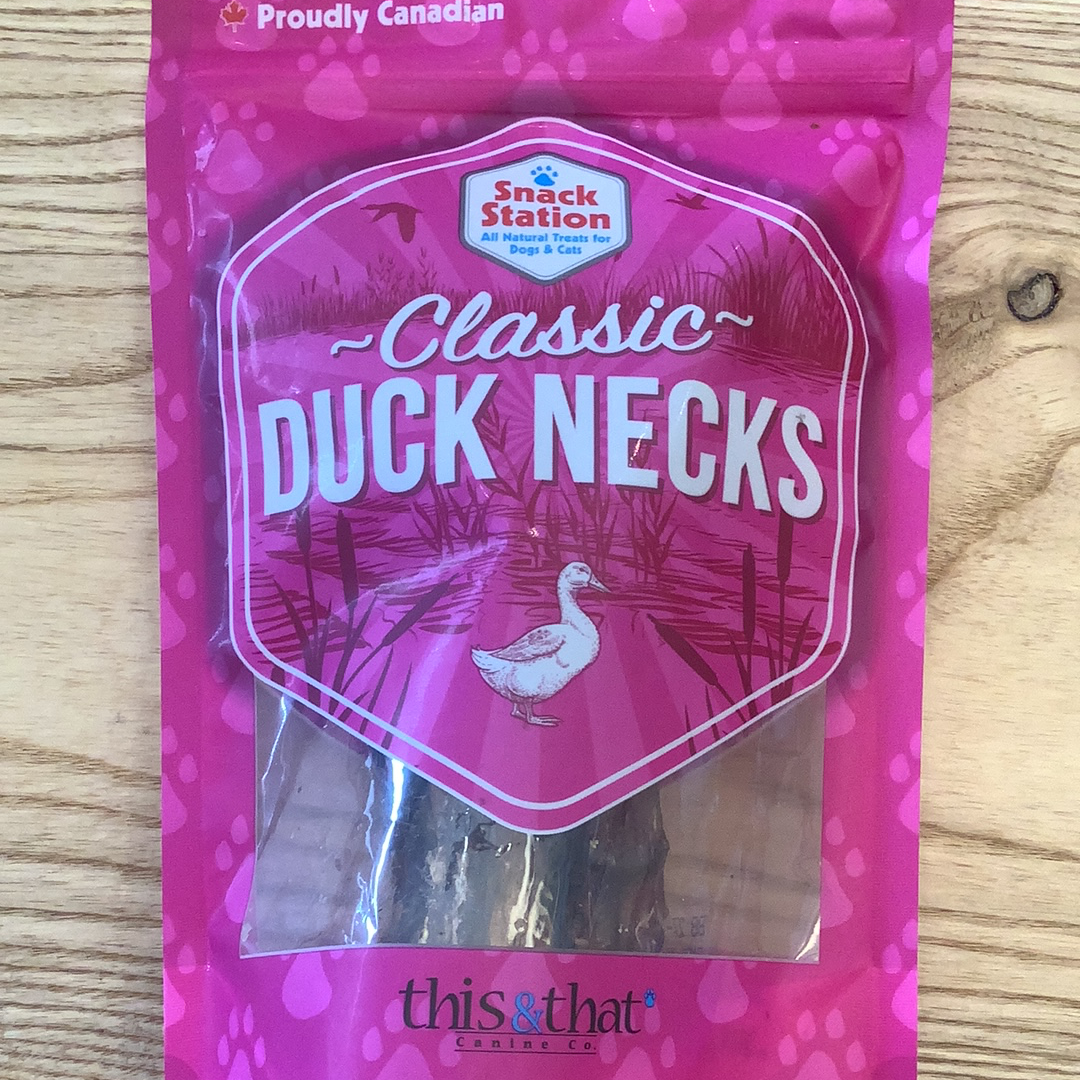 Proudly Canadian
Snack
Station
All Natural Treats for
Dogs & Cats
~Classic~
DUCK NECKS
this&that
Canine Co.